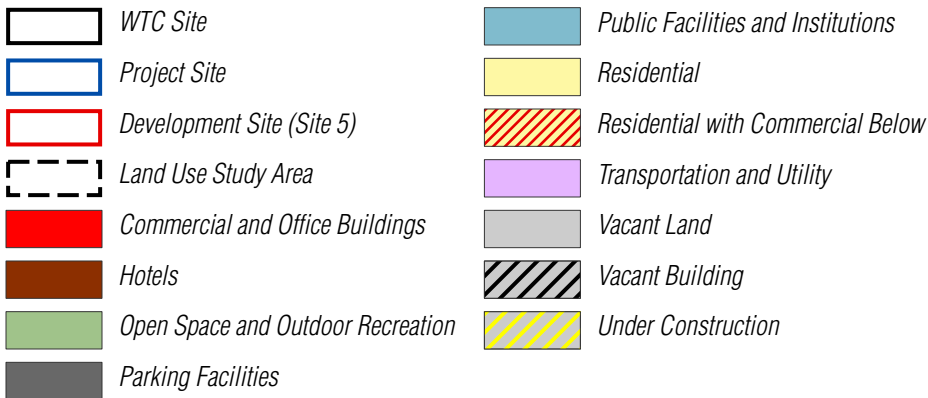 WTC Site
Project Site
Development Site (Site 5)
Land Use Study Area
Commercial and Office Buildings
Hotels
Open Space and Outdoor Recreation
Parking Facilities
Public Facilities and Institutions
Residential
Residential with Commercial Below
Transportation and Utility
Vacant Land
Vacant Building
Under Construction